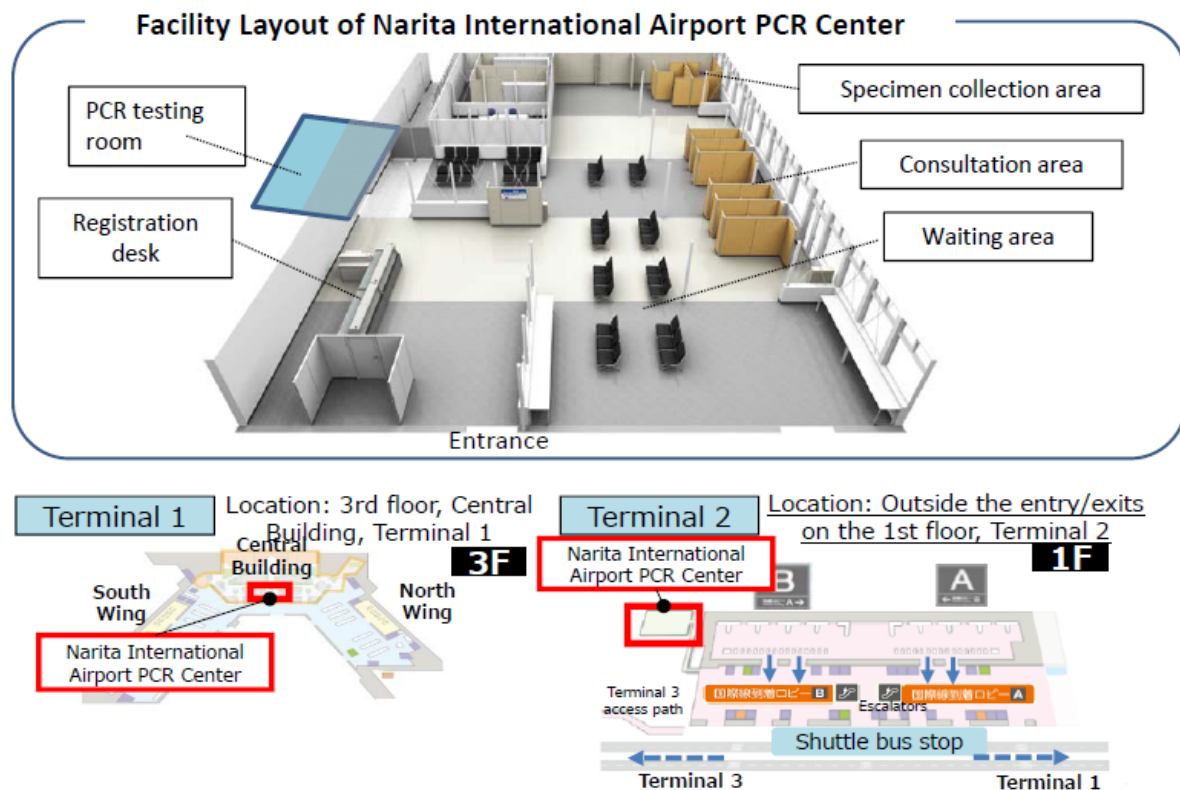 Facility Layout of Narita International Airport PCR Center
PCR testing
room
Registration
desk
Specimen collection area
Consultation area
Waiting area
Entrance
Terminal 1
Location: 3rd floor, Central
Building, Terminal 1
3F
Central
Building
South
Wing
North
Wing
Narita International
Airport PCR Center
Terminal 2
Location: Outside the entry/exits
on the 1st floor, Terminal 2
1F
Narita International
Airport PCR Center
B
A
国際線到着ロビー B
国際線到着ロビー A
Escalators
Terminal 3
access path
Shuttle bus stop
Terminal 3
Terminal 1